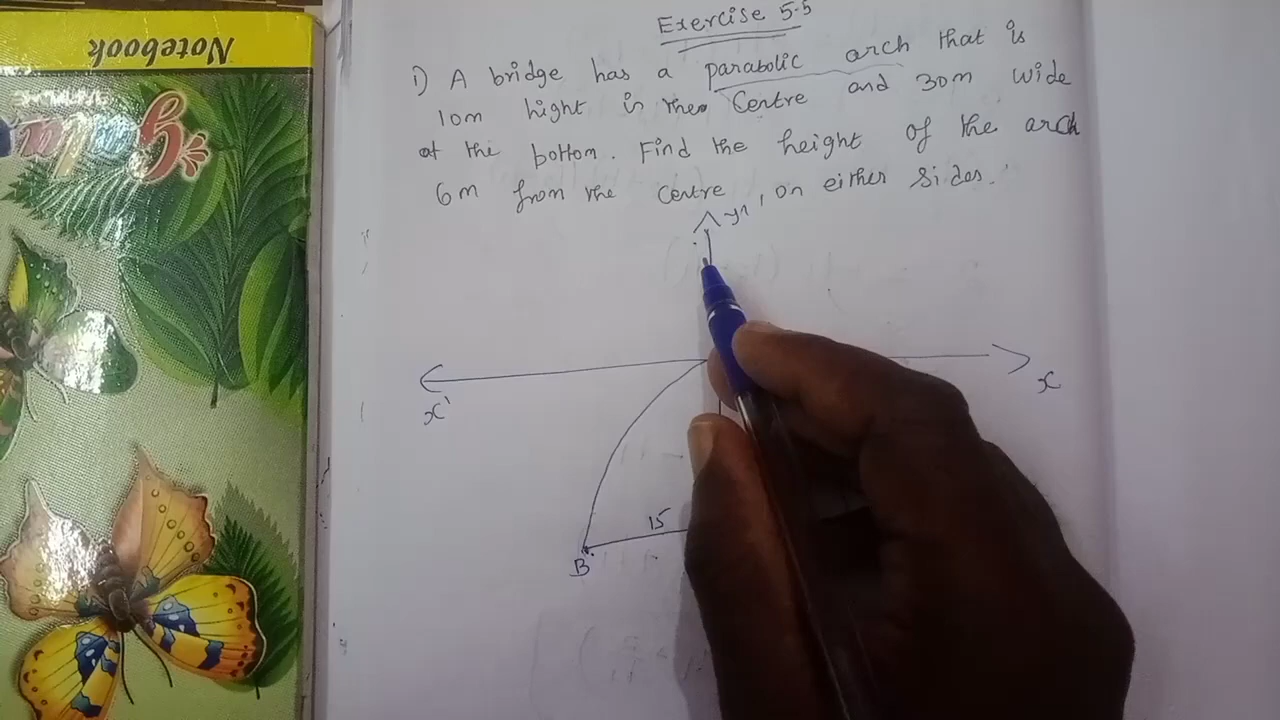 Notebook
Exercise 5.5
1) A bridge has a parabolic arch that is
10m hight in the Centre and 30m wide
at the bottom. Find the height of the arch
6m from the Centre, on either Sides.
y
x'
x
15
B